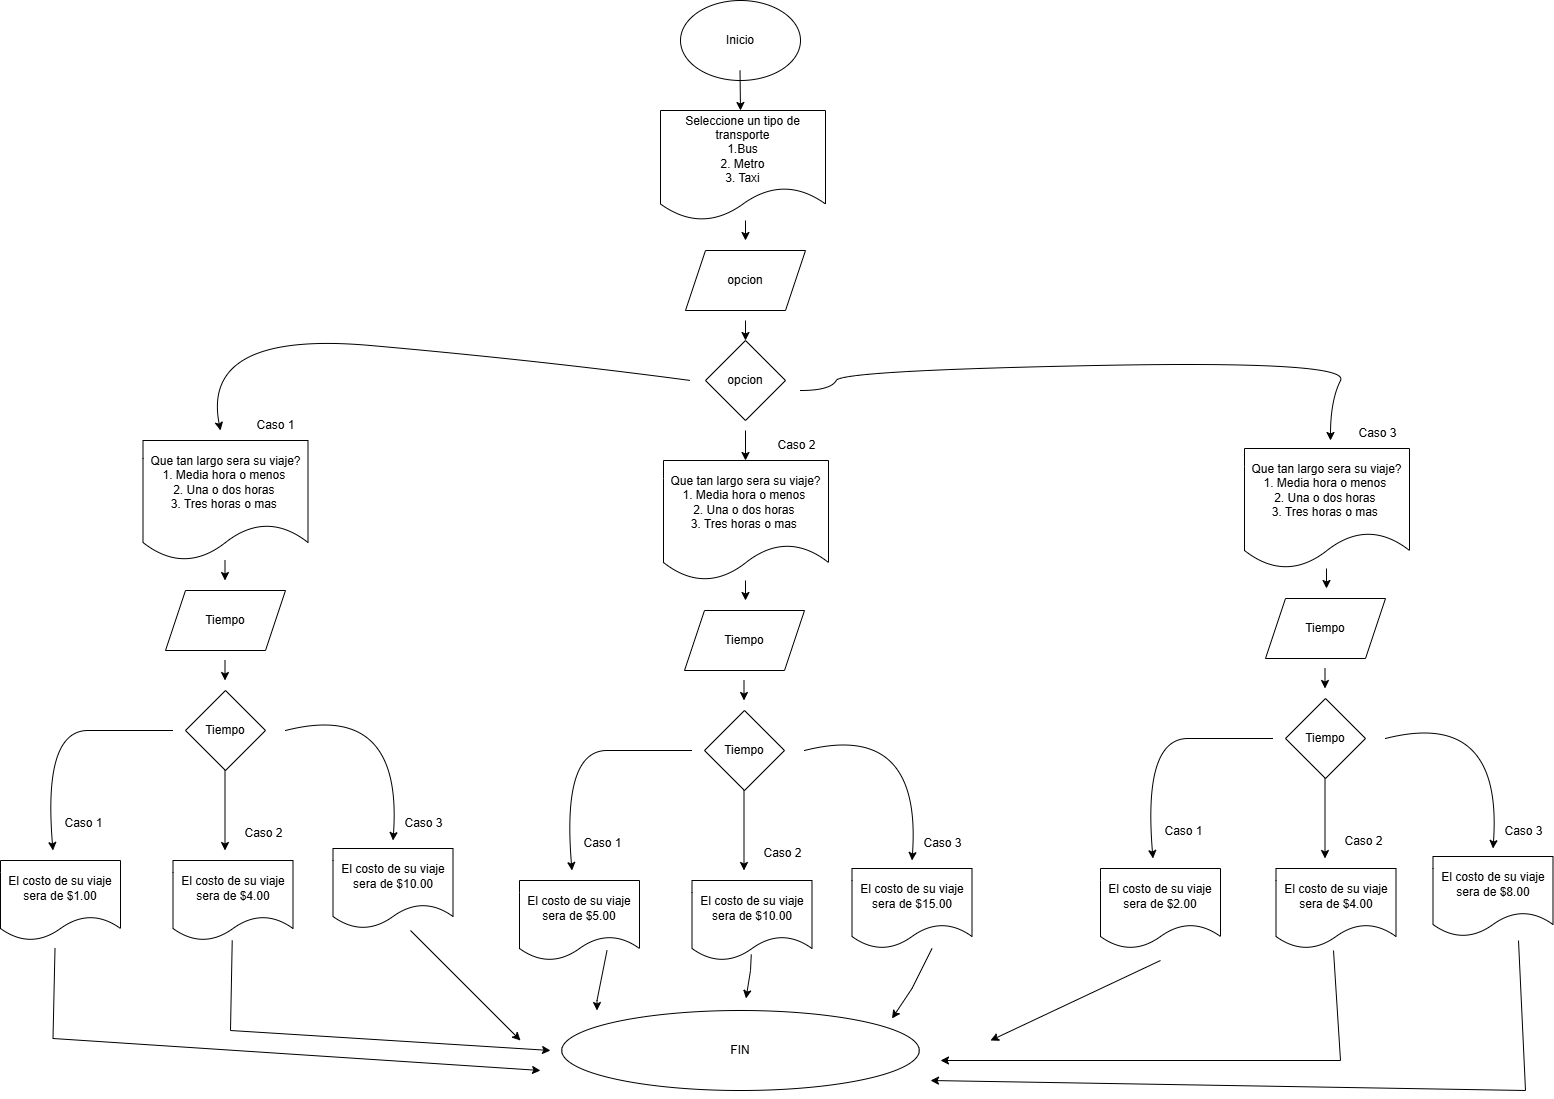 Inicio
Seleccione un tipo de
transporte
1.Bus
2. Metro
3. Taxi
opcion
opcion
Caso 1
Que tan largo sera su viaje?
1. Media hora o menos
2. Una o dos horas
3. Tres horas o mas
Tiempo
Tiempo
Caso 1
El costo de su viaje
sera de $1.00
Caso 2
El costo de su viaje
sera de $4.00
Caso 3
El costo de su viaje
sera de $10.00
Caso 2
Que tan largo sera su viaje?
1. Media hora o menos
2. Una o dos horas
3. Tres horas o mas
Tiempo
Tiempo
Caso 1
El costo de su viaje
sera de $5.00
Caso 2
El costo de su viaje
sera de $10.00
Caso 3
El costo de su viaje
sera de $15.00
Caso 3
Que tan largo sera su viaje?
1. Media hora o menos
2. Una o dos horas
3. Tres horas o mas
Tiempo
Tiempo
Caso 1
El costo de su viaje
sera de $2.00
Caso 2
El costo de su viaje
sera de $4.00
Caso 3
El costo de su viaje
sera de $8.00
FIN